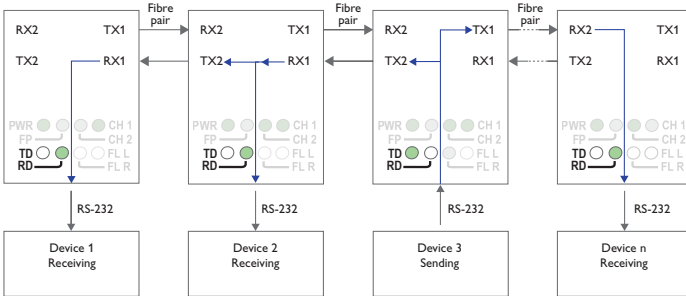 Fibre pair
Fibre pair
Fibre pair
RX2 TX1 RX2 TX1 RX2 TX1 RX2 TX1
TX2 RX1 TX2 RX1 TX2 RX1 TX2 RX1
PWR CH 1 PWR CH 1 PWR CH 1 PWR CH 1
FP CH 2 FP CH 2 FP CH 2 FP CH 2
TD FL L TD FL L TD FL L TD FL L
RD FL R RD FL R RD FL R RD FL R
RS-232 RS-232 RS-232 RS-232
Device 1 Device 2 Device 3 Device n
Receiving Receiving Sending Receiving